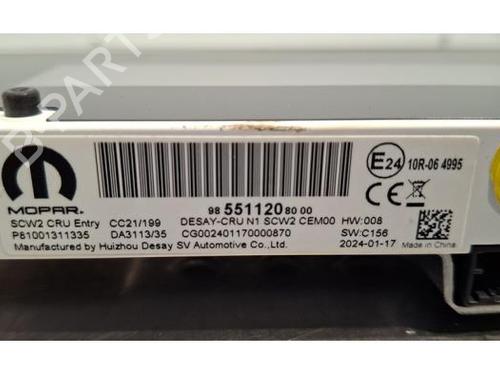 B-PARTS
MOPAR.
98 551120 80 00
E24 10R-06 4995
CE
SCW2 CRU Entry CC21/199 DESAY-CRU N1 SCW2 CEM00 HW:008
P81001311335 DA3113/35 CG002401170000870 SW:C156
Manufactured by Huizhou Desay SV Automotive Co.,Ltd. 2024-01-17 Made in China